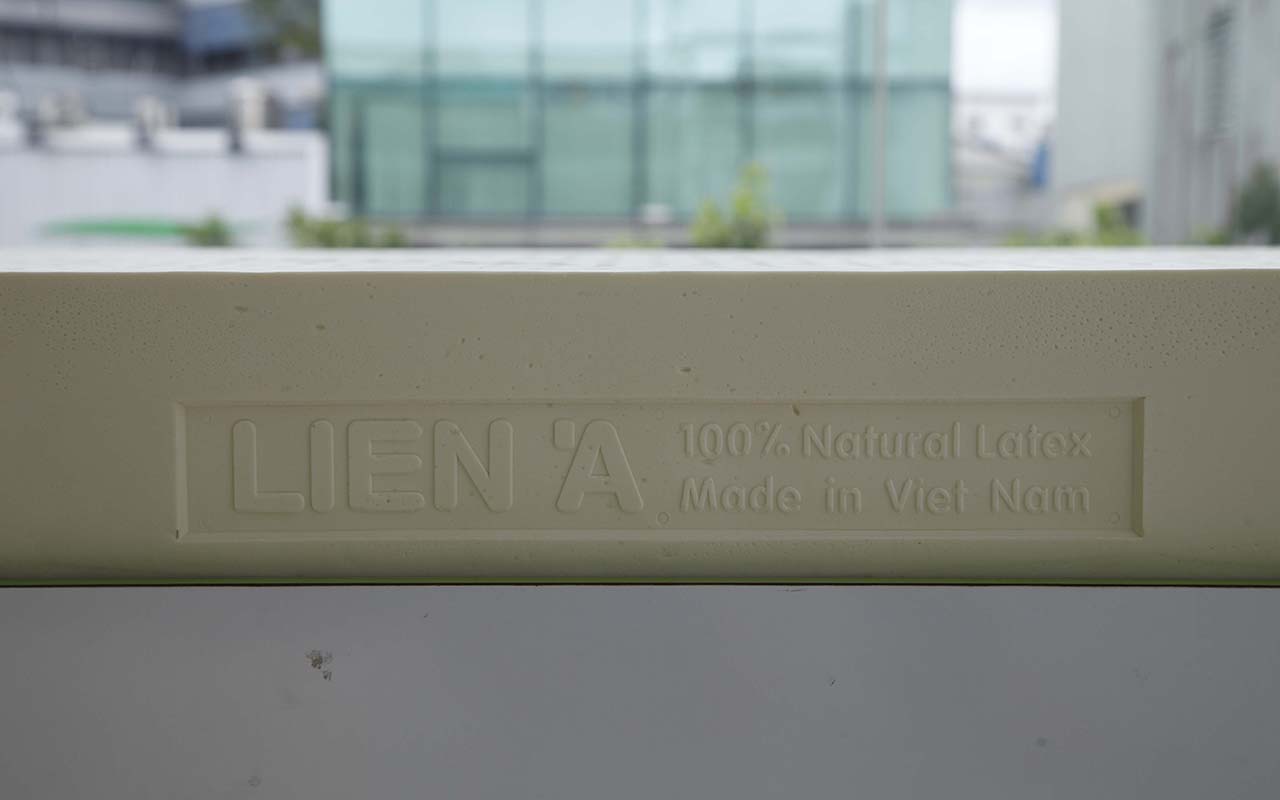 LIEN 'A
100% Natural Latex
Made in Viet Nam